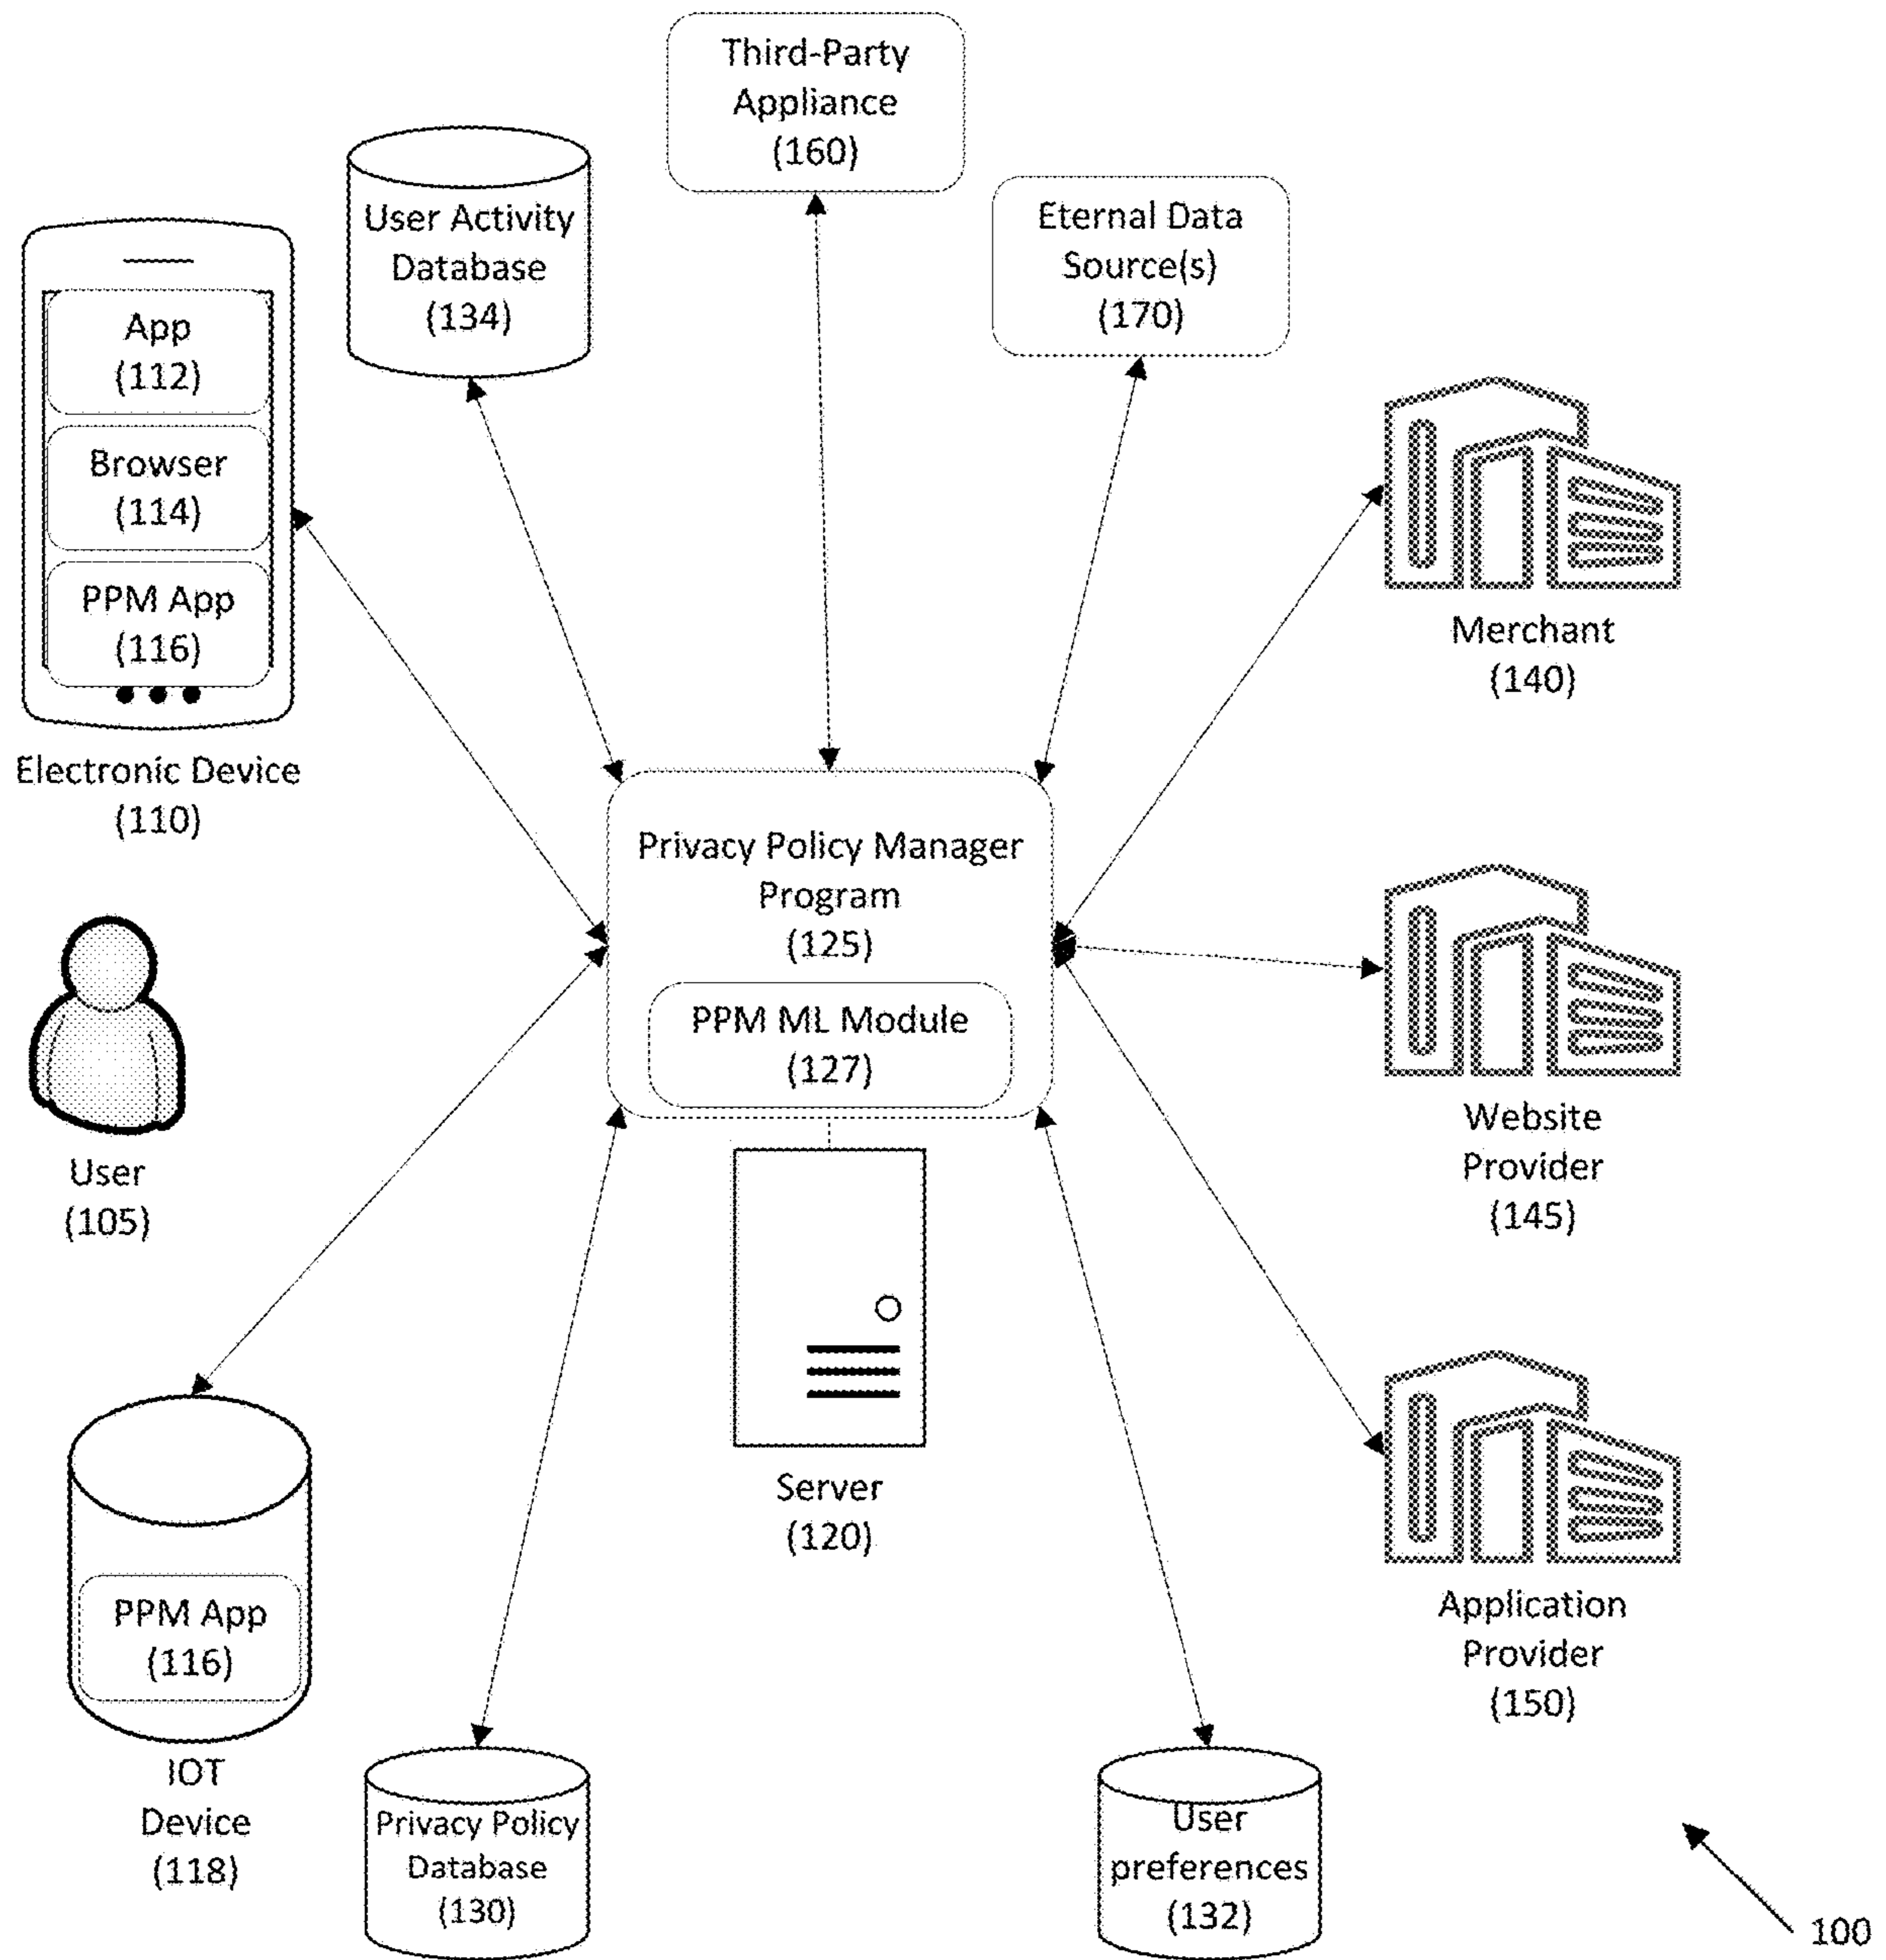 Third-Party
Appliance
(160)
User Activity
Database
(134)
Eternal Data
Source(s)
(170)
App
(112)
Browser
(114)
PPM App
(116)
Electronic Device
(110)
Merchant
(140)
Privacy Policy Manager
Program
(125)
PPM ML Module
(127)
User
(105)
Website
Provider
(145)
Server
(120)
PPM App
(116)
IOT
Device
(118)
Application
Provider
(150)
Privacy Policy
Database
(130)
User
preferences
(132)
100